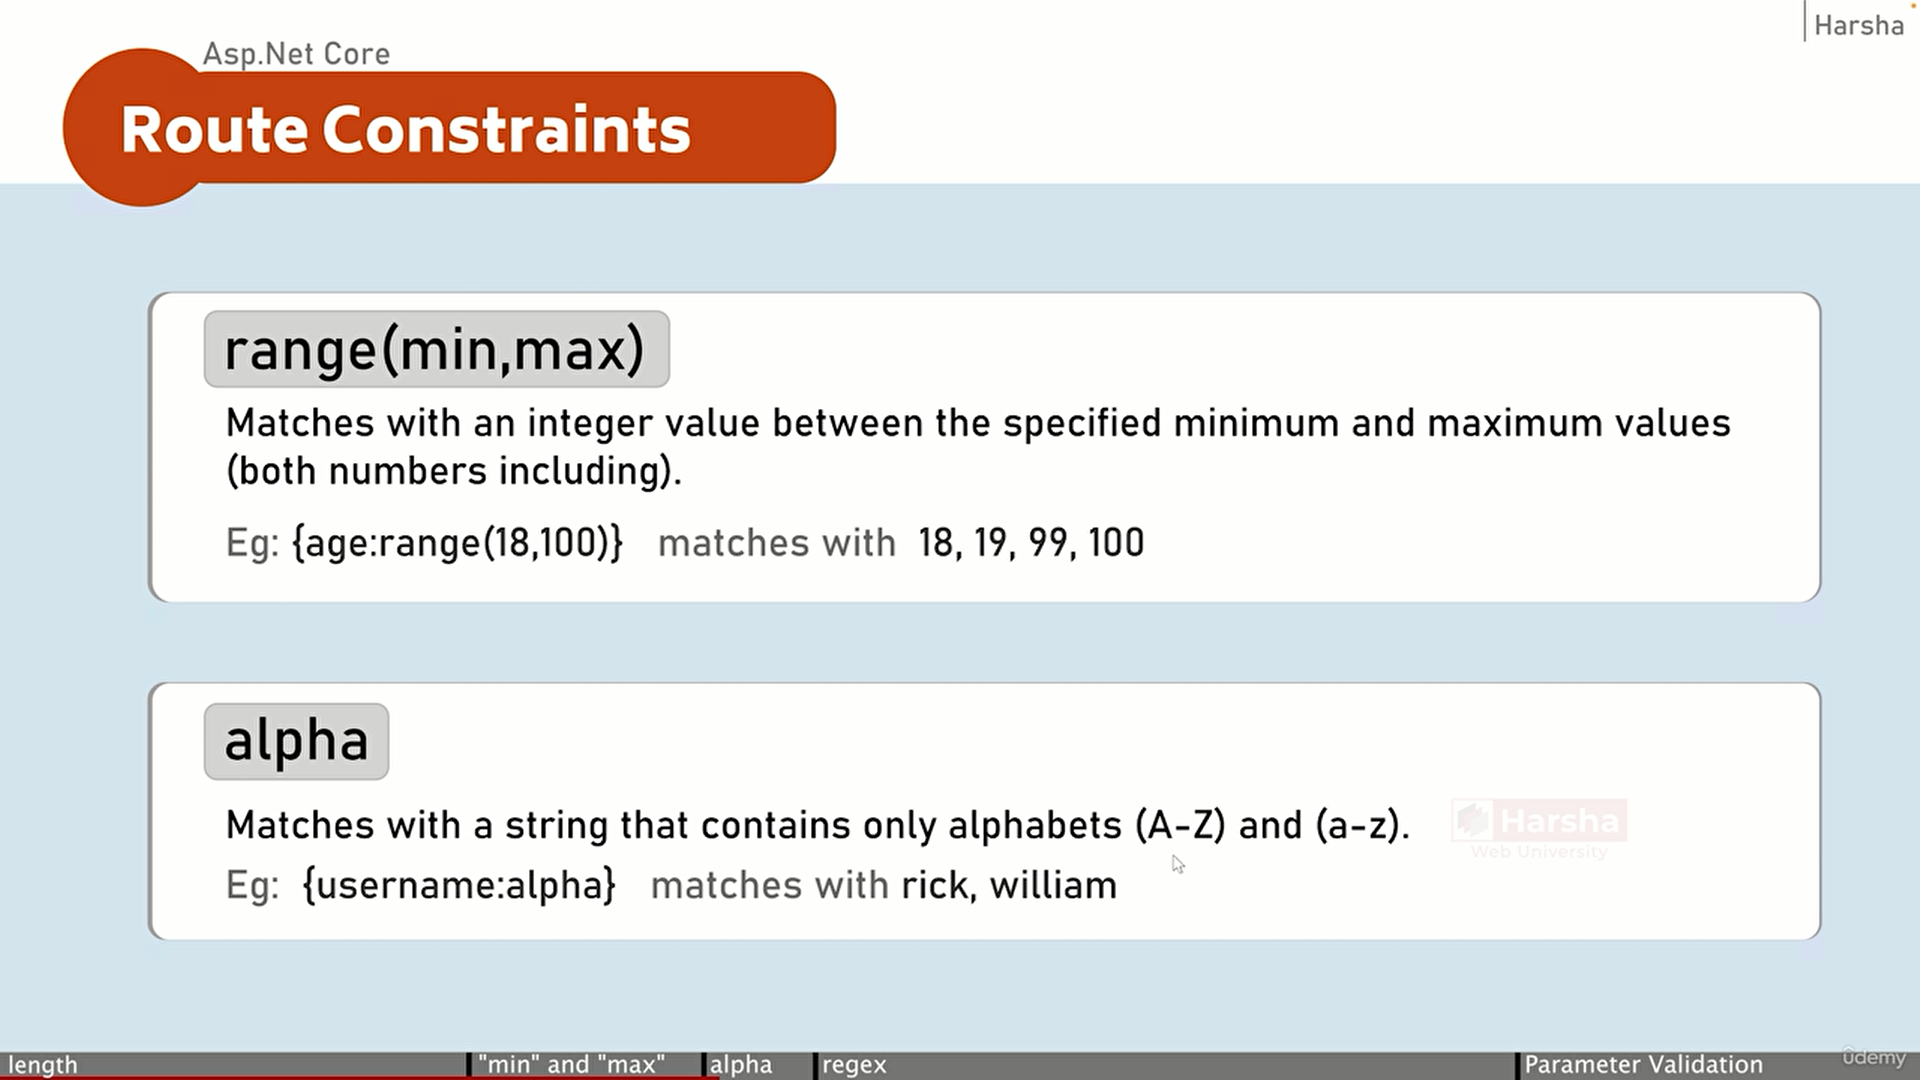 Harsha
Asp.Net Core
Route Constraints
range(min,max)
Matches with an integer value between the specified minimum and maximum values
(both numbers including).
Eg: {age:range(18,100)} matches with 18, 19, 99, 100
alpha
Matches with a string that contains only alphabets (A-Z) and (a-z).
Harsha
Web University
Eg: {username:alpha} matches with rick, william
length
"min" and "max"
alpha
regex
Parameter Validation
ûdemy